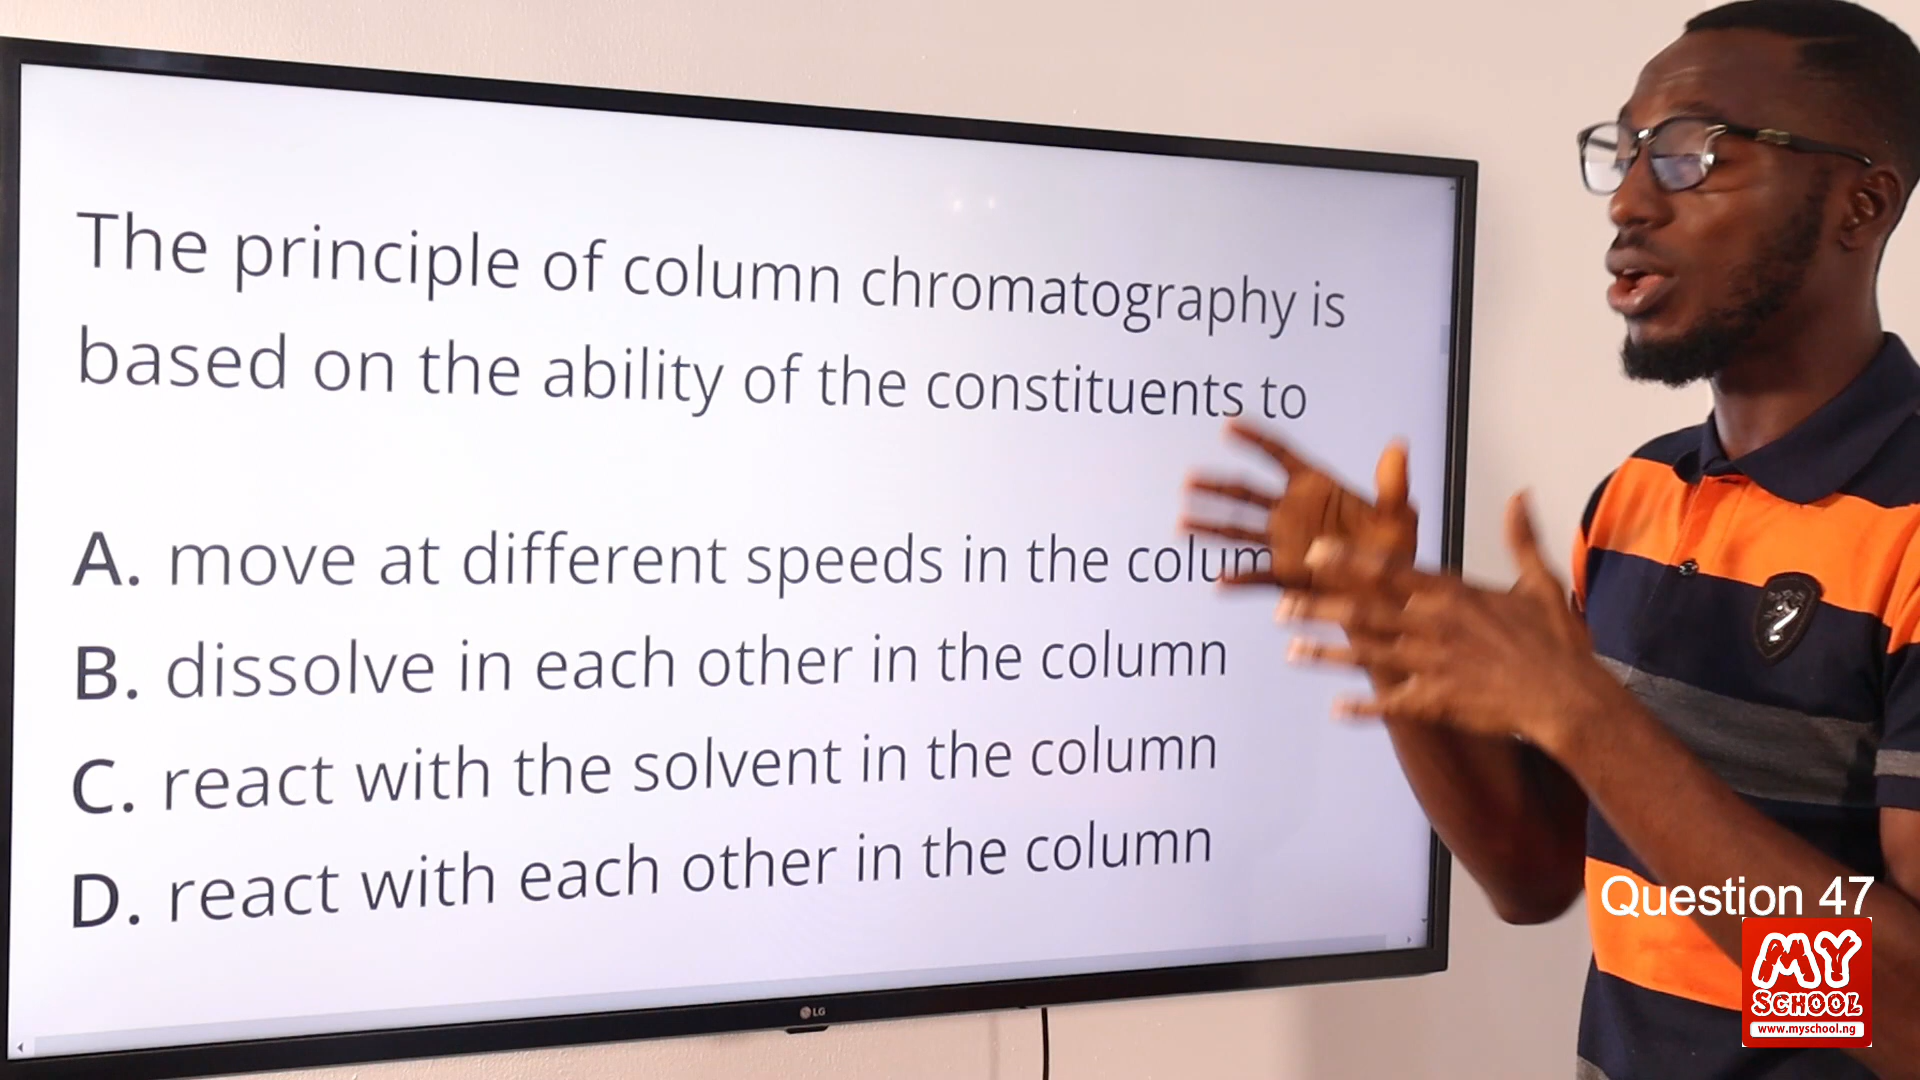 The principle of column chromatography is
based on the ability of the constituents to
A. move at different speeds in the colum
B. dissolve in each other in the column
C. react with the solvent in the column
D. react with each other in the column
LG
Question 47
MY
SCHOOL
www.myschool.ng